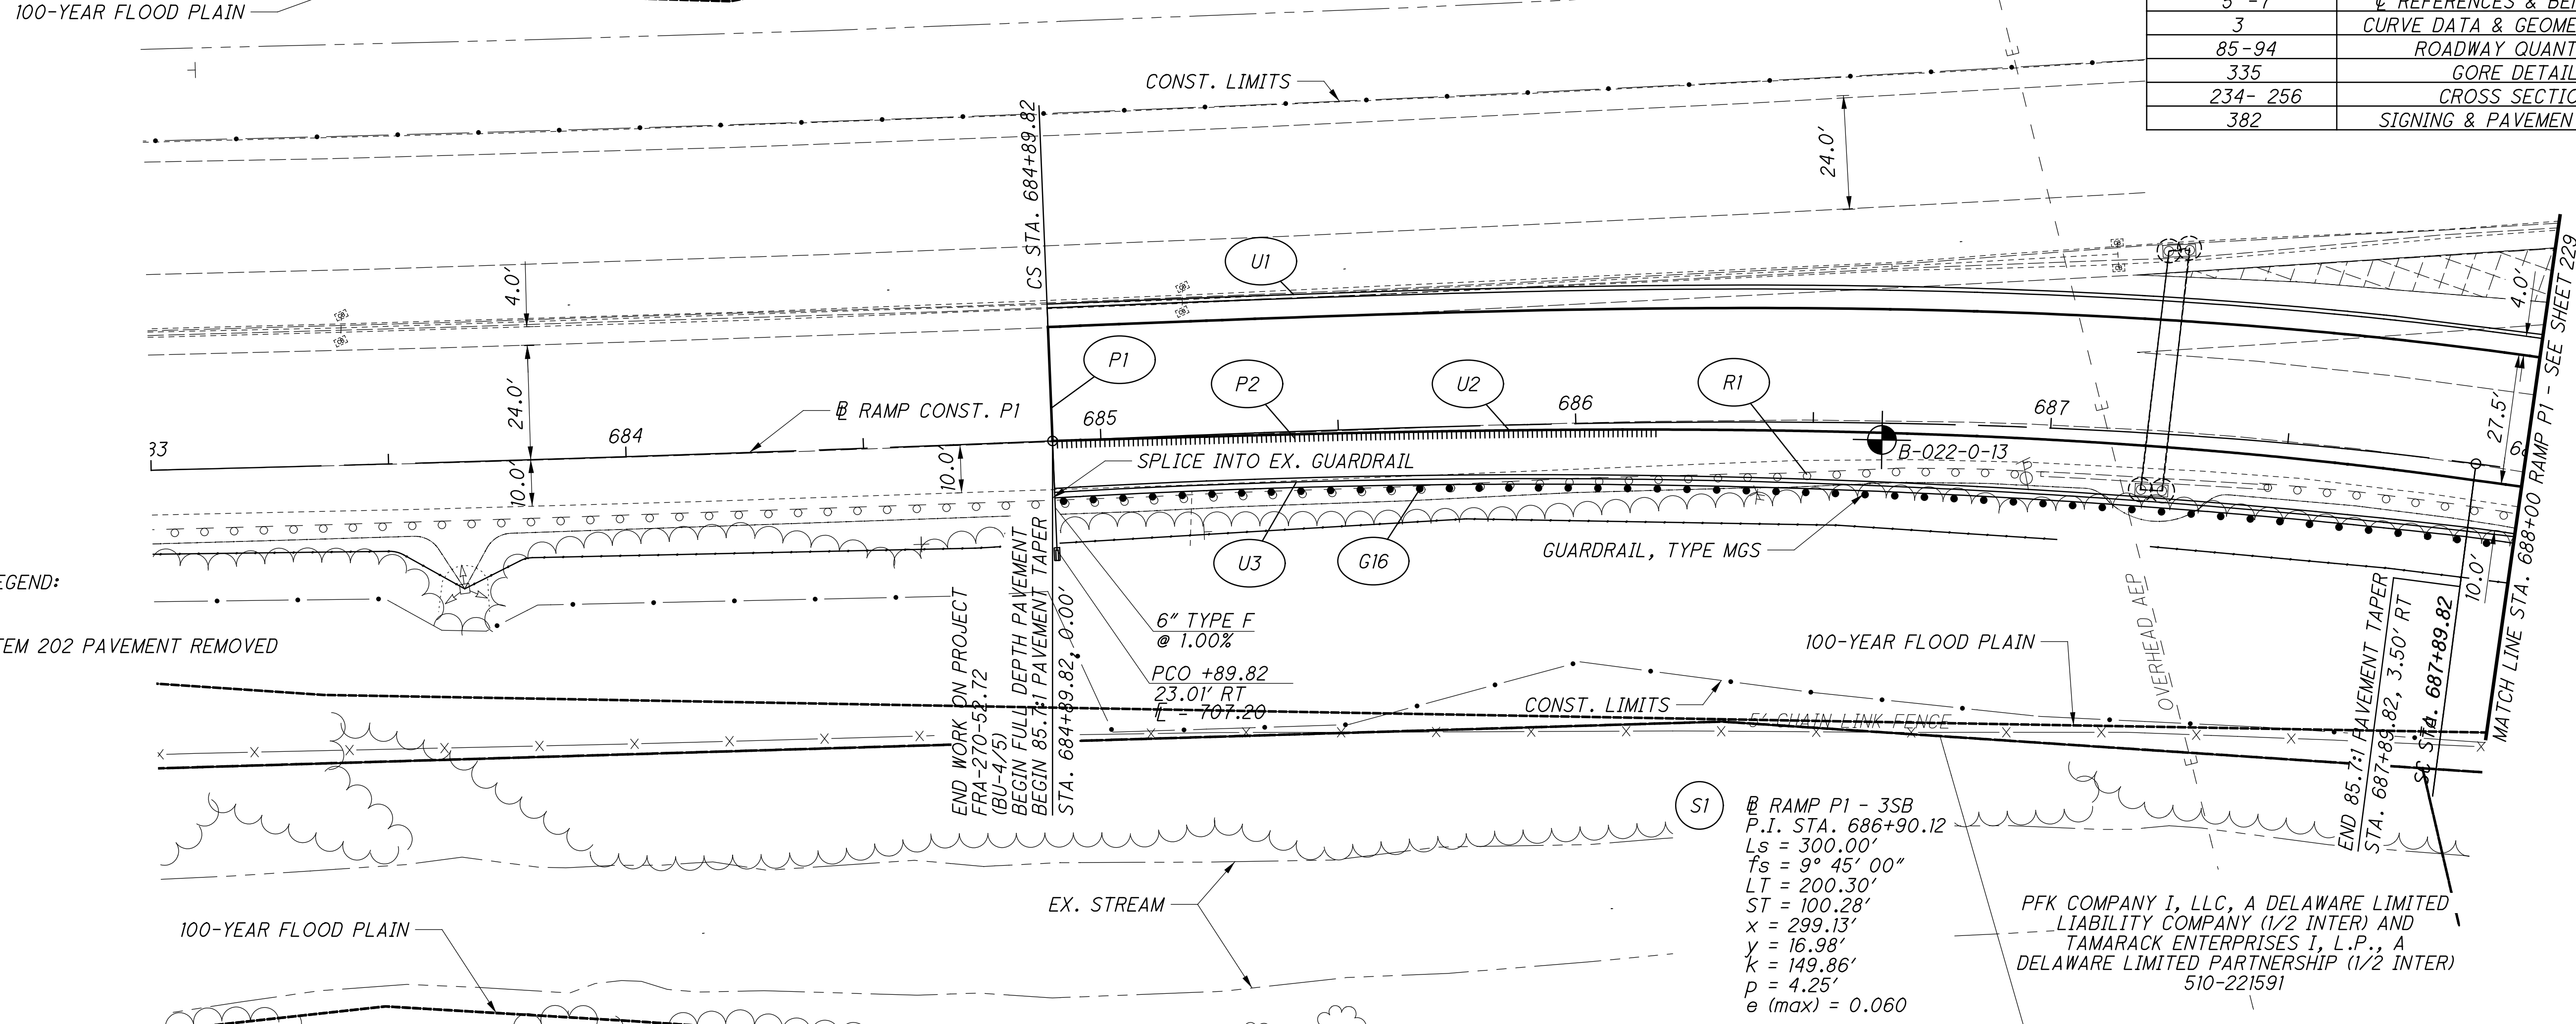 100-YEAR FLOOD PLAIN
5 -7 ℄ REFERENCES &
3 CURVE DATA &
85-94 ROADWAY
335 GORE
234- 256 CROSS
382 SIGNING &
CONST. LIMITS
24.0'
CS STA. 684+89.82
E
4.0'
24.0'
U1
P1
P2
U2
R1
4.0'
27.5'
MATCH LINE STA. 688+00 RAMP P1 - SEE SHEET 229
B RAMP CONST. P1
83
684
685
686
687
10.0'
10.0'
SPLICE INTO EX. GUARDRAIL
B-022-0-13
E
U3
G16
GUARDRAIL, TYPE MGS
10.0'
EGEND:
TEM 202 PAVEMENT REMOVED
END WORK ON PROJECT
FRA-270-52.72
(BU-4/5)
BEGIN FULL DEPTH PAVEMENT
BEGIN 85.7:1 PAVEMENT TAPER
STA. 684+89.82, 0.00'
6" TYPE F
@ 1.00%
PCO +89.82
23.01' RT
℄ - 707.20
OVERHEAD AEP
100-YEAR FLOOD PLAIN
CONST. LIMITS
5' CHAIN LINK FENCE
E
END 85.7:1 PAVEMENT TAPER
STA. 687+89.82, 3.50' RT
SC STA. 687+89.82
S1
B RAMP P1 - 3SB
P.I. STA. 686+90.12
Ls = 300.00'
fs = 9° 45' 00"
LT = 200.30'
ST = 100.28'
x = 299.13'
y = 16.98'
k = 149.86'
p = 4.25'
e (max) = 0.060
EX. STREAM
100-YEAR FLOOD PLAIN
PFK COMPANY I, LLC, A DELAWARE LIMITED
LIABILITY COMPANY (1/2 INTER) AND
TAMARACK ENTERPRISES I, L.P., A
DELAWARE LIMITED PARTNERSHIP (1/2 INTER)
510-221591